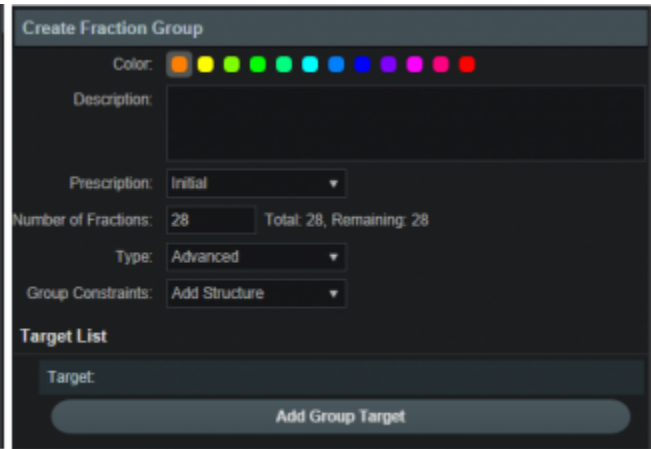 Create Fraction Group
Color:
Description:
Prescription: Initial
Number of Fractions: 28 Total: 28, Remaining: 28
Type: Advanced
Group Constraints: Add Structure
Target List
Target:
Add Group Target